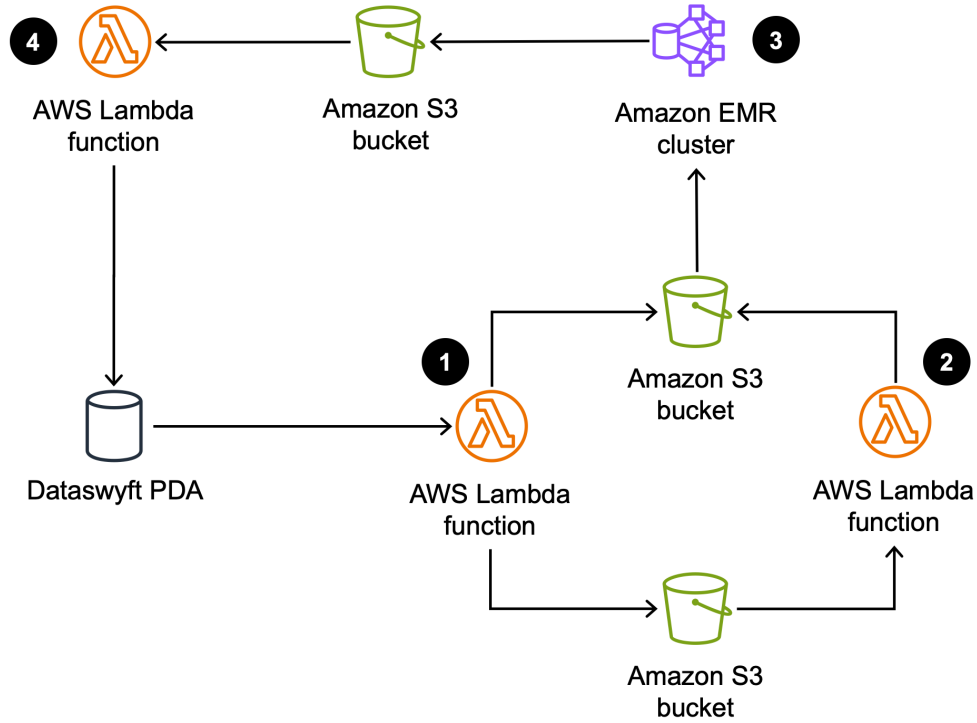 4
3
AWS Lambda
function
Amazon S3
bucket
Amazon EMR
cluster
1
2
Amazon S3
bucket
Dataswyft PDA
AWS Lambda
function
AWS Lambda
function
Amazon S3
bucket